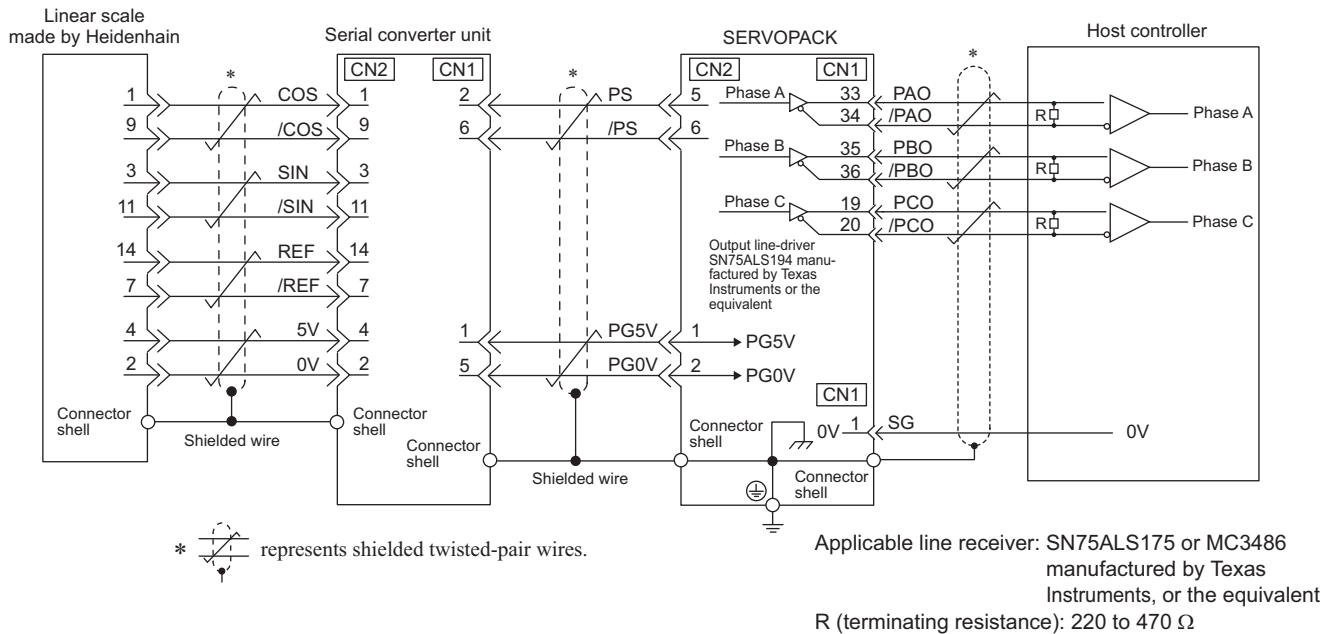 Linear scale
made by Heidenhain
Serial converter unit
SERVOPACK
Host controller
*
*
*
CN2
CN1
CN2
CN1
1 COS 1
9 /COS 9
3 SIN 3
11 /SIN 11
14 REF 14
7 /REF 7
4 5V 4
2 0V 2
2 PS 5
6 /PS 6
1 PG5V 1 PG5V
5 PG0V 2 PG0V
Phase A 33 PAO R Phase A
34 /PAO
Phase B 35 PBO R Phase B
36 /PBO
Phase C 19 PCO R Phase C
20 /PCO
Output line-driver
SN75ALS194 manu-
factured by Texas
Instruments or the
equivalent
CN1
0V 1 SG 0V
Connector
shell
Shielded wire
Connector
shell
Connector
shell
Shielded wire
Connector
shell
Connector
shell
* represents shielded twisted-pair wires.
Applicable line receiver: SN75ALS175 or MC3486
manufactured by Texas
Instruments, or the equivalent
R (terminating resistance): 220 to 470 Ω